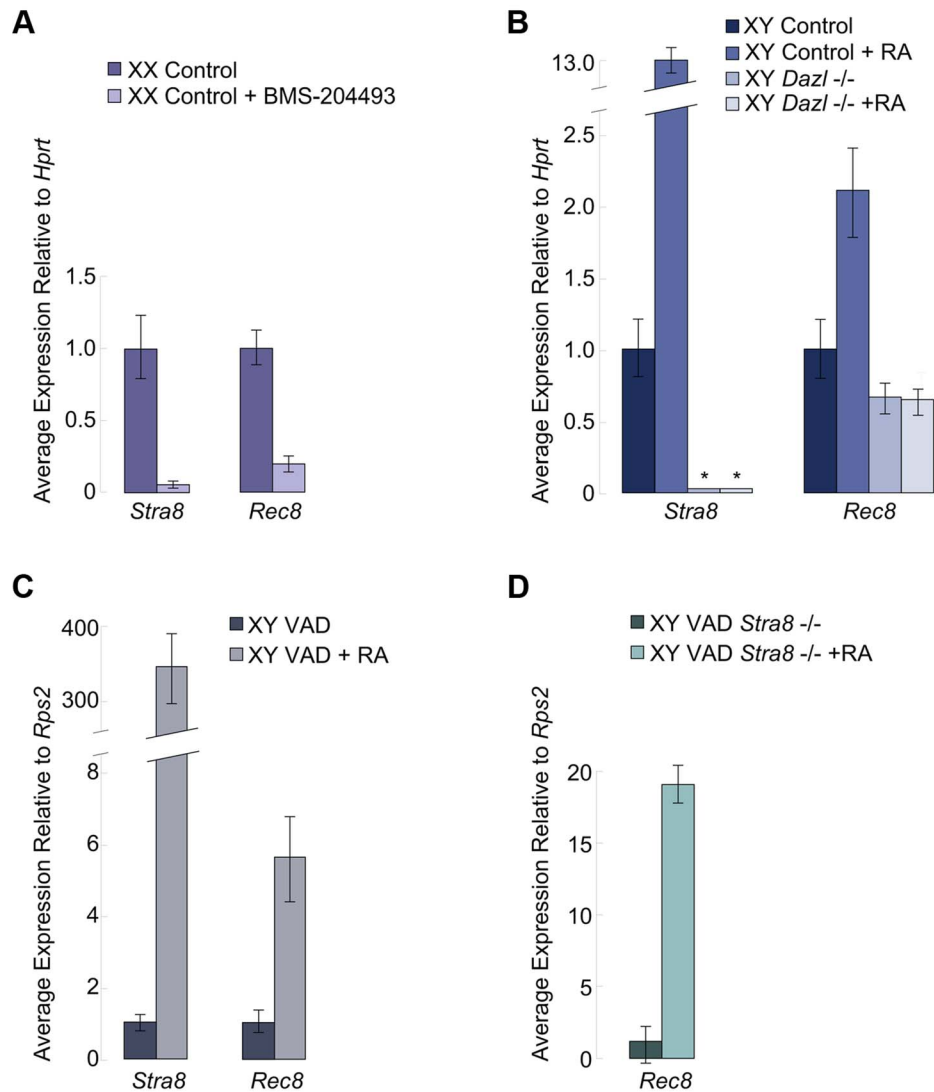 A
XX Control
XX Control + BMS-204493
Average Expression Relative to Hprt
1.5
1.0
0.5
0
Stra8
Rec8
B
XY Control
XY Control + RA
XY Dazl -/-
XY Dazl -/- +RA
Average Expression Relative to Hprt
13.0
2.5
2.0
1.5
1.0
0.5
0
* *
Stra8
Rec8
C
XY VAD
XY VAD + RA
Average Expression Relative to Rps2
400
300
8
6
4
2
0
Stra8
Rec8
D
XY VAD Stra8 -/-
XY VAD Stra8 -/- +RA
Average Expression Relative to Rps2
20
15
10
5
0
Rec8